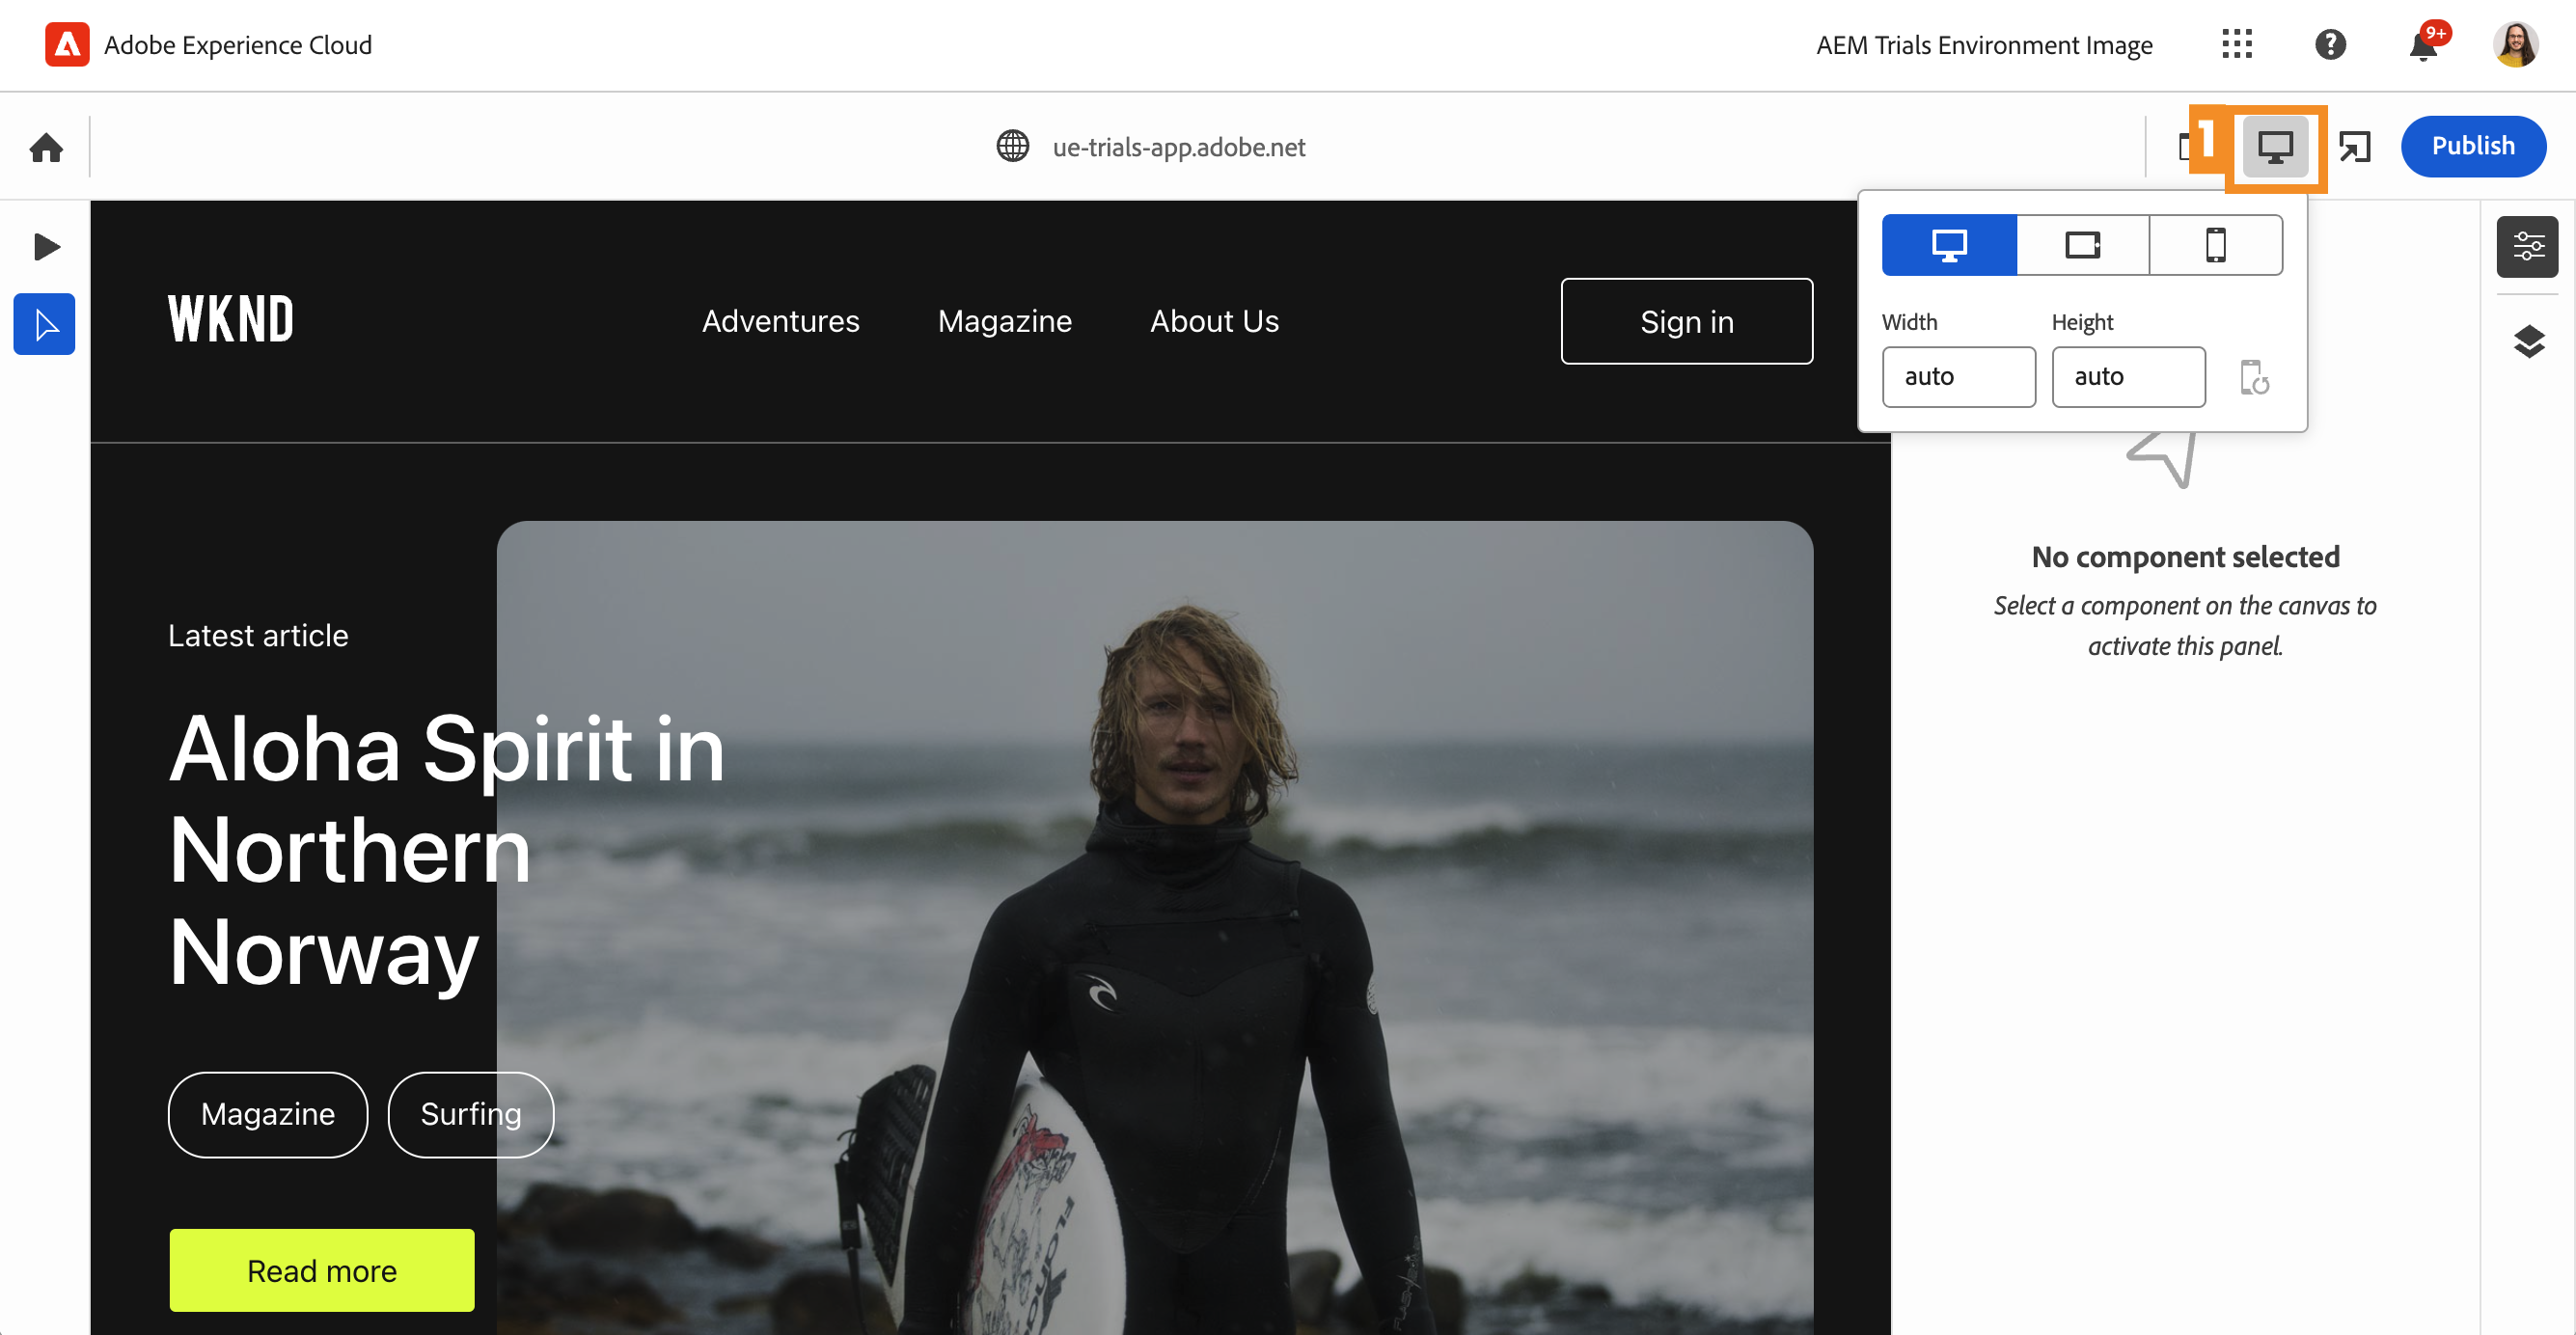 Adobe Experience Cloud
AEM Trials Environment Image
9+
ue-trials-app.adobe.net
1
Publish
WKND
Adventures
Magazine
About Us
Sign in
Width
Height
auto
auto
No component selected
Select a component on the canvas to
activate this panel.
Latest article
Aloha Spirit in
Northern
Norway
Magazine
Surfing
Read more